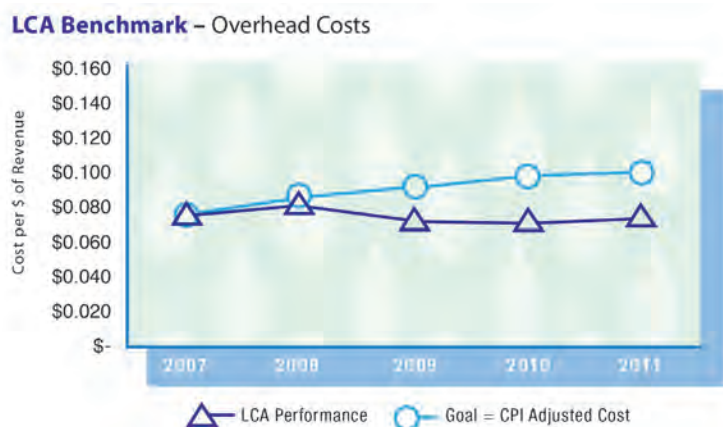 LCA Benchmark – Overhead Costs
$0.160
$0.140
$0.120
$0.100
$0.080
$0.060
$0.040
$0.020
$-
Cost per $ of Revenue
2007 2008 2009 2010 2011
LCA Performance Goal = CPI Adjusted Cost